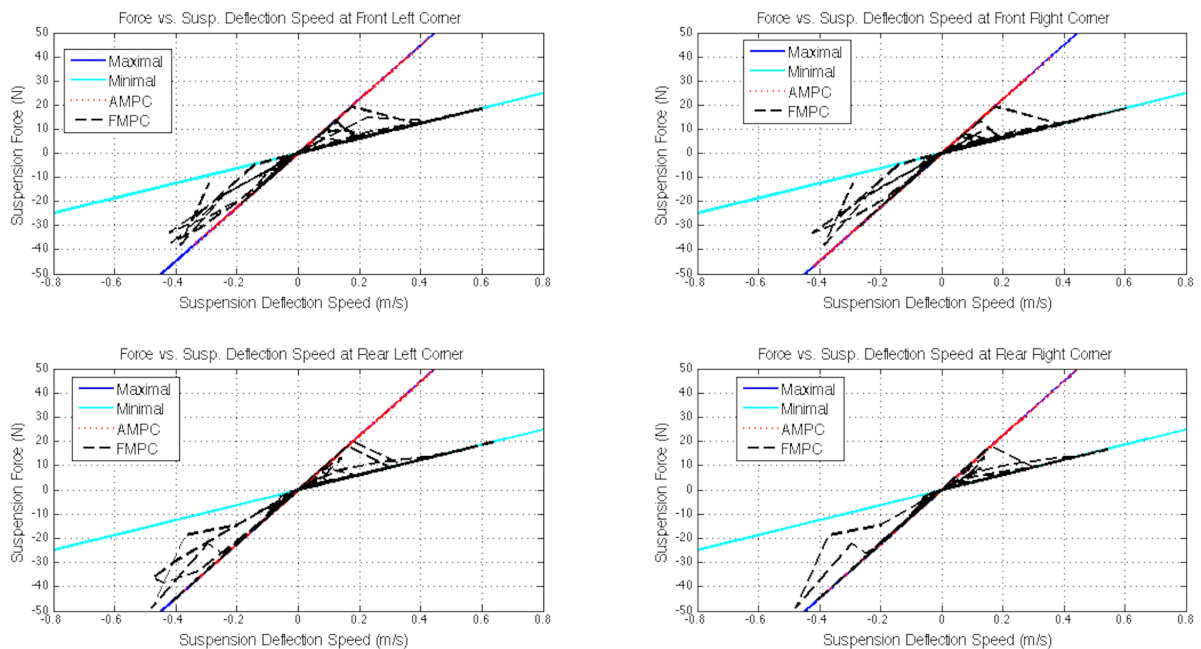 Force vs. Susp. Deflection Speed at Front Left Corner
50
40
30
20
10
0
-10
-20
-30
-40
-50
Suspension Force (N)
Maximal
Minimal
AMPC
FMPC
-0.8 -0.6 -0.4 -0.2 0 0.2 0.4 0.6 0.8
Suspension Deflection Speed (m/s)
Force vs. Susp. Deflection Speed at Front Right Corner
50
40
30
20
10
0
-10
-20
-30
-40
-50
Suspension Force (N)
Maximal
Minimal
AMPC
FMPC
-0.8 -0.6 -0.4 -0.2 0 0.2 0.4 0.6 0.8
Suspension Deflection Speed (m/s)
Force vs. Susp. Deflection Speed at Rear Left Corner
50
40
30
20
10
0
-10
-20
-30
-40
-50
Suspension Force (N)
Maximal
Minimal
AMPC
FMPC
-0.8 -0.6 -0.4 -0.2 0 0.2 0.4 0.6 0.8
Suspension Deflection Speed (m/s)
Force vs. Susp. Deflection Speed at Rear Right Corner
50
40
30
20
10
0
-10
-20
-30
-40
-50
Suspension Force (N)
Maximal
Minimal
AMPC
FMPC
-0.8 -0.6 -0.4 -0.2 0 0.2 0.4 0.6 0.8
Suspension Deflection Speed (m/s)